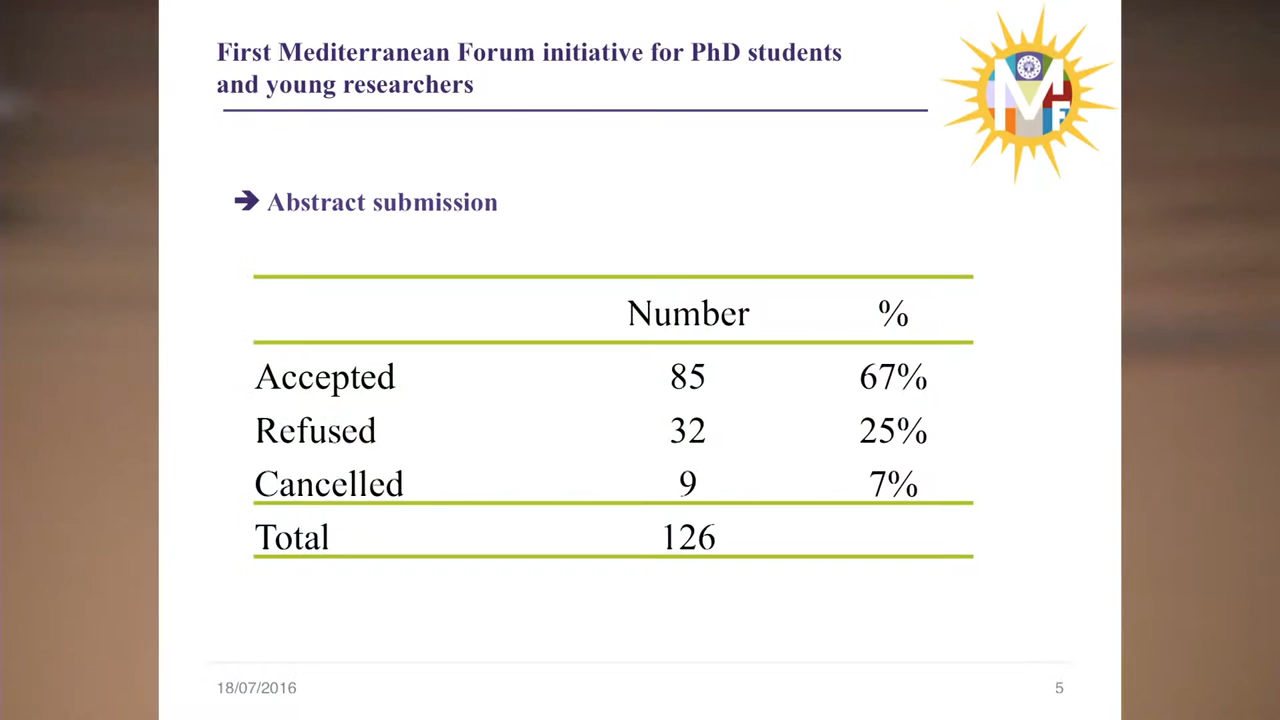 First Mediterranean Forum initiative for PhD students
and young researchers
➔ Abstract submission
Number %
Accepted 85 67%
Refused 32 25%
Cancelled 9 7%
Total 126
18/07/2016 5